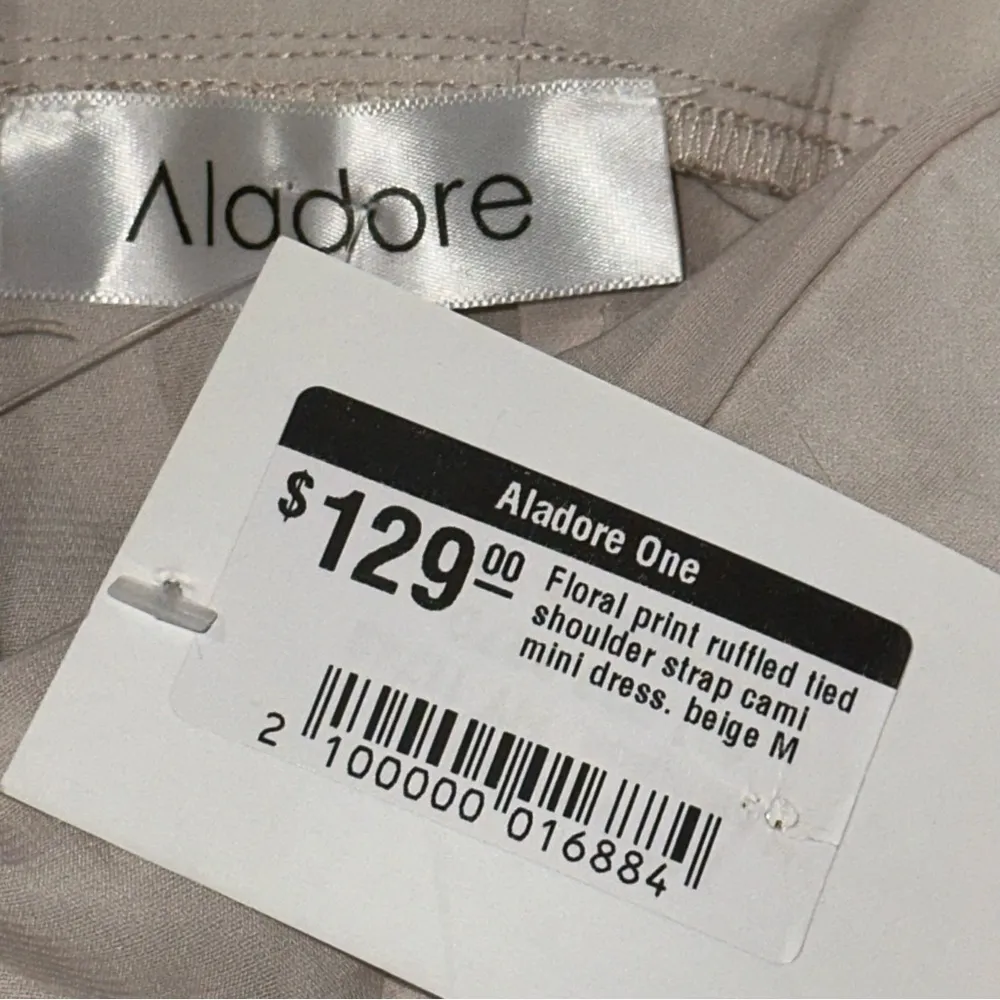 Aladore
Aladore One
$129.00
Floral print ruffled tied
shoulder strap cami
mini dress. beige M
2 100000 016884